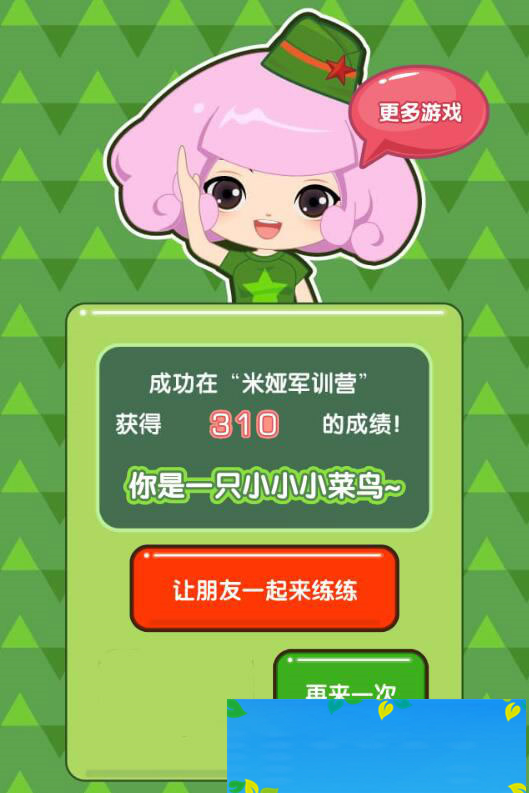 更多游戏
成功在“米娅军训营”
获得 310 的成绩!
你是一只小小小菜鸟~
让朋友一起来练练
再来一次